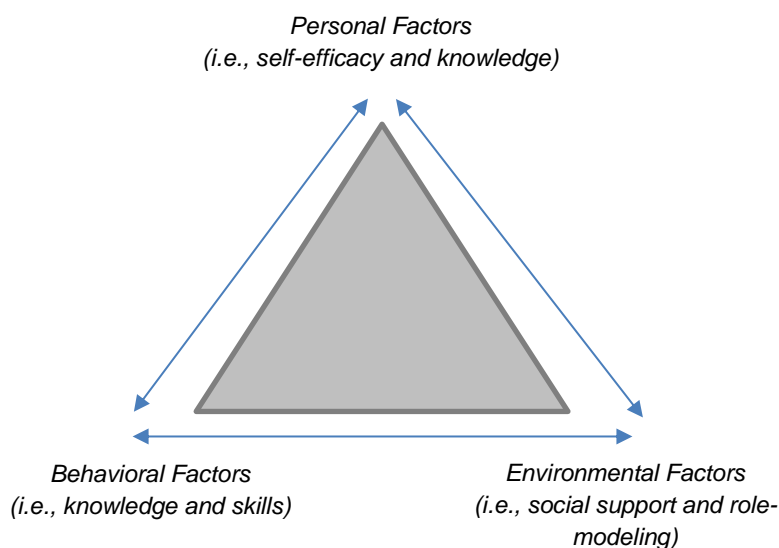 Personal Factors
(i.e., self-efficacy and knowledge)
Behavioral Factors
(i.e., knowledge and skills)
Environmental Factors
(i.e., social support and role-
modeling)